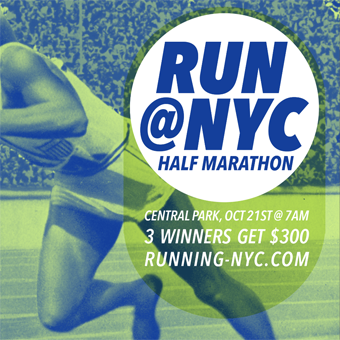 RUN
@NYC
HALF MARATHON
CENTRAL PARK, OCT 21ST @ 7AM
3 WINNERS GET $300
RUNNING-NYC.COM